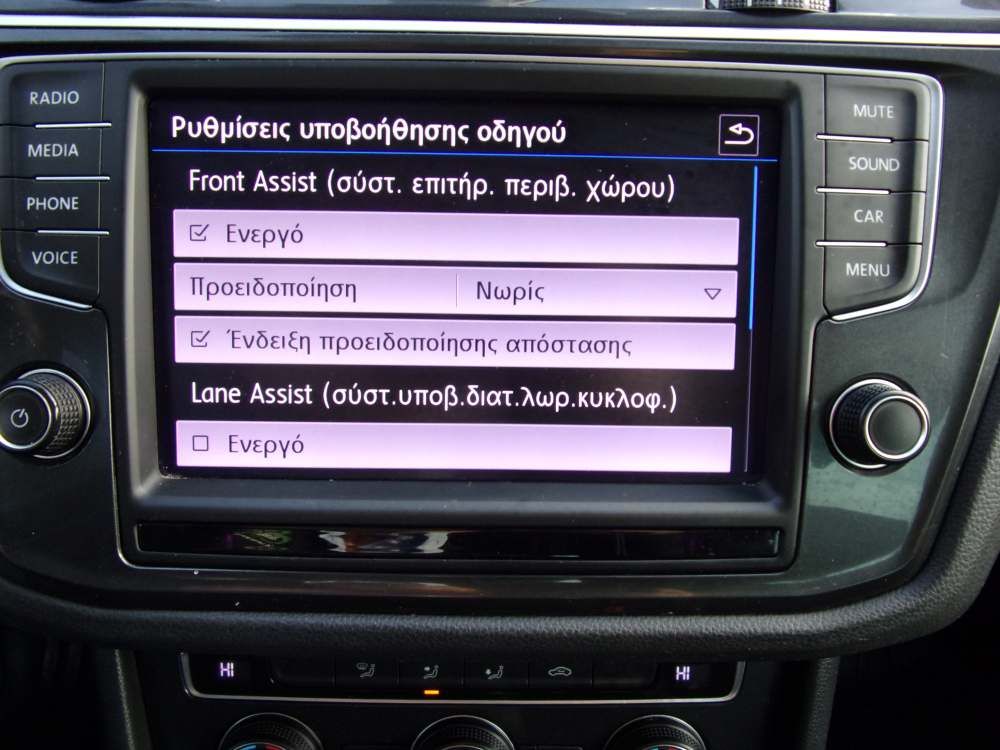 RADIO
MEDIA
PHONE
VOICE
Ρυθμίσεις υποβοήθησης οδηγού
Front Assist (σύστ. επιτήρ. περιβ. χώρου)
Ενεργό
Προειδοποίηση Νωρίς
Ένδειξη προειδοποίησης απόστασης
Lane Assist (σύστ.υποβ.διατ.λωρ.κυκλοφ.)
Ενεργό
MUTE
SOUND
CAR
MENU
HI HI